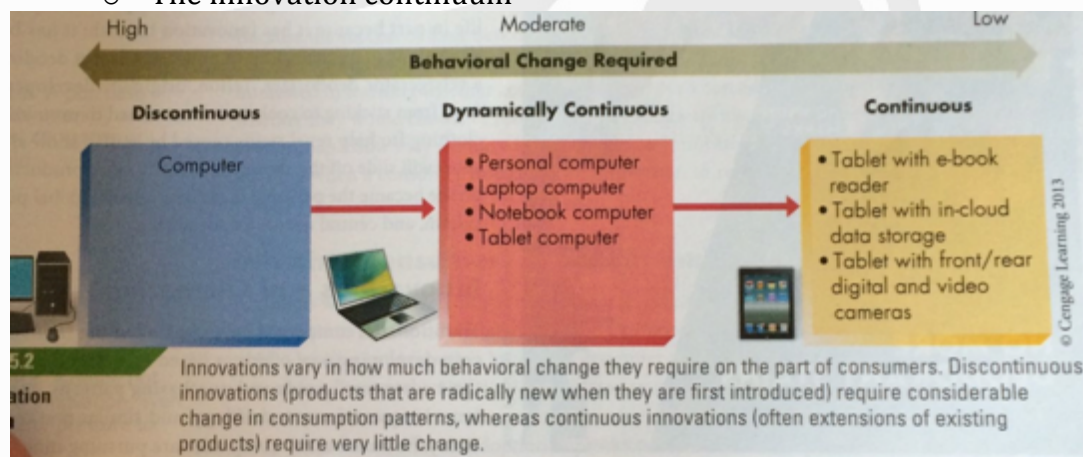 ○ The innovation continuum
High Moderate Low
Behavioral Change Required
Discontinuous Dynamically Continuous Continuous
Computer
• Personal computer
• Laptop computer
• Notebook computer
• Tablet computer
• Tablet with e-book
reader
• Tablet with in-cloud
data storage
• Tablet with front/rear
digital and video
cameras
© Cengage Learning 2013
5.2
ation
Innovations vary in how much behavioral change they require on the part of consumers. Discontinuous
innovations (products that are radically new when they are first introduced) require considerable
change in consumption patterns, whereas continuous innovations (often extensions of existing
products) require very little change.